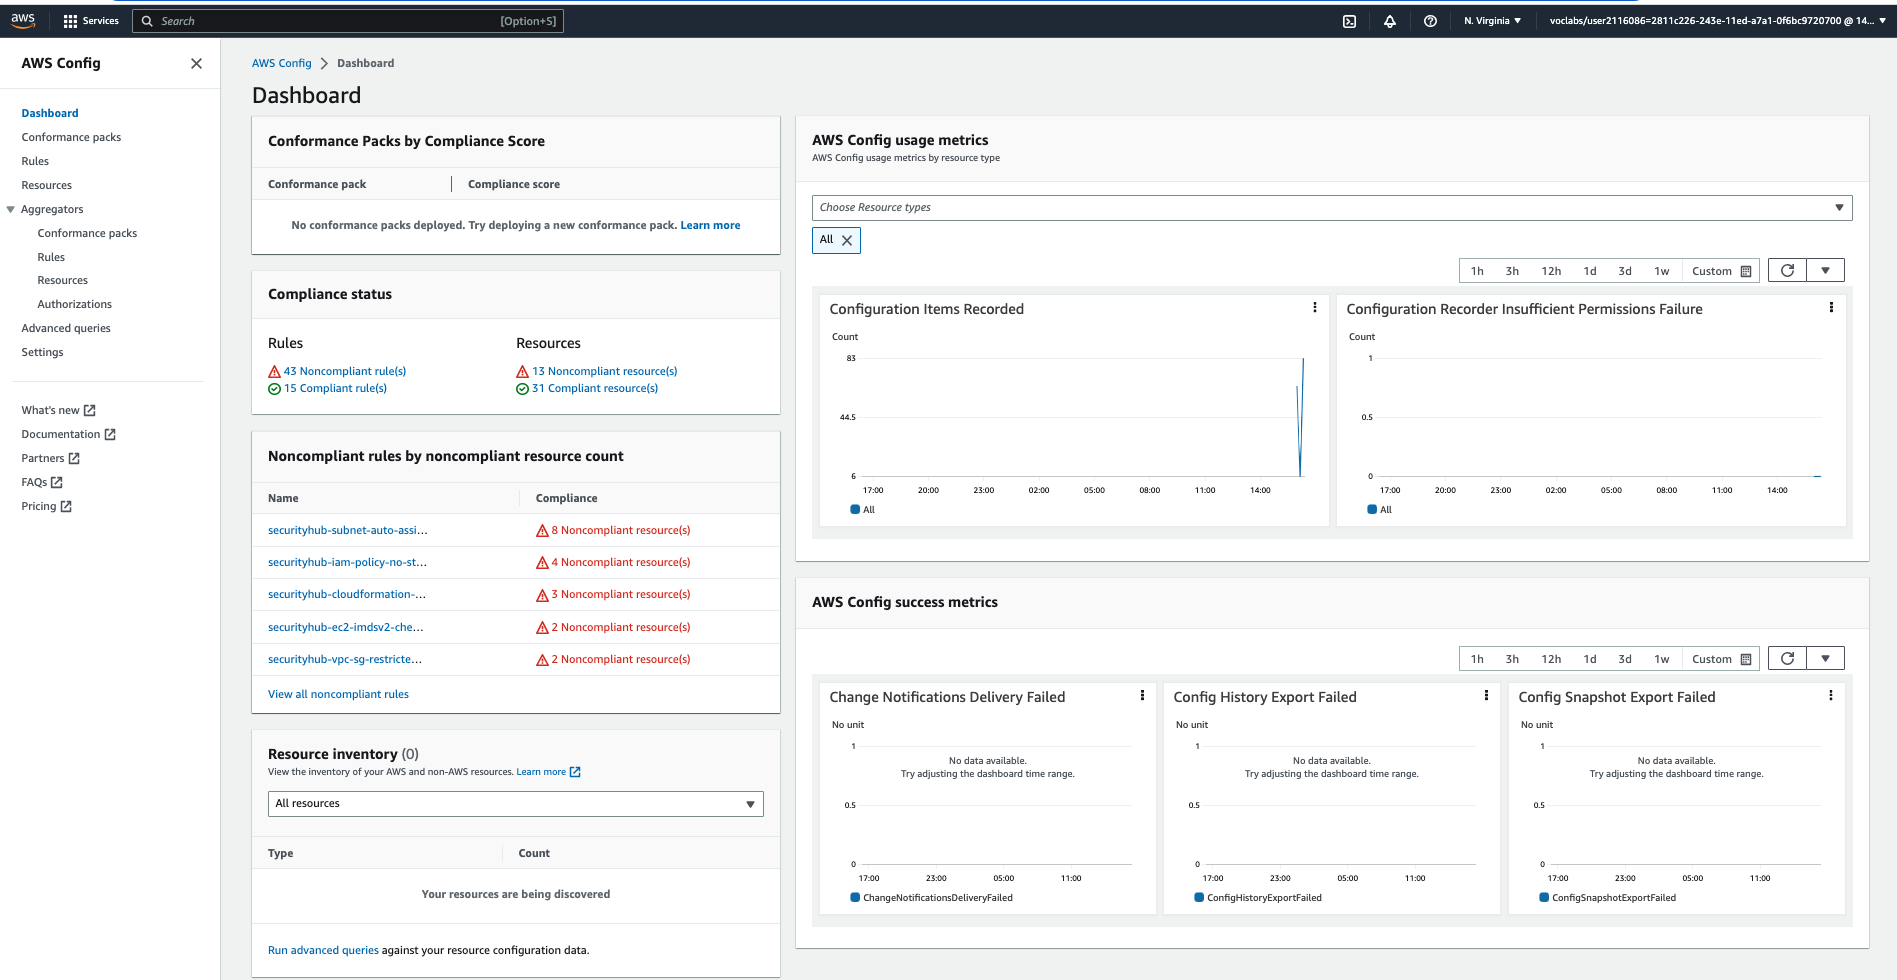 aws
Services
Search
[Option+S]
N. Virginia
voclabs/user2116086=2811c226-243e-11ed-a7a1-0f6bc9720700 @ 14...
AWS Config
Dashboard
Conformance packs
Rules
Resources
Aggregators
Conformance packs
Rules
Resources
Authorizations
Advanced queries
Settings
What's new
Documentation
Partners
FAQs
Pricing
AWS Config > Dashboard
Dashboard
Conformance Packs by Compliance Score
Conformance pack
Compliance score
No conformance packs deployed. Try deploying a new conformance pack. Learn more
Compliance status
Rules
43 Noncompliant rule(s)
15 Compliant rule(s)
Resources
13 Noncompliant resource(s)
31 Compliant resource(s)
Noncompliant rules by noncompliant resource count
Name
Compliance
securityhub-subnet-auto-assi...
8 Noncompliant resource(s)
securityhub-iam-policy-no-st...
4 Noncompliant resource(s)
securityhub-cloudformation-...
3 Noncompliant resource(s)
securityhub-ec2-imdsv2-che...
2 Noncompliant resource(s)
securityhub-vpc-sg-restricte...
2 Noncompliant resource(s)
View all noncompliant rules
Resource inventory (0)
View the inventory of your AWS and non-AWS resources. Learn more
All resources
Type
Count
Your resources are being discovered
Run advanced queries against your resource configuration data.
AWS Config usage metrics
AWS Config usage metrics by resource type
Choose Resource types
All
1h 3h 12h 1d 3d 1w Custom
Configuration Items Recorded
Count
83
44.5
6
17:00 20:00 23:00 02:00 05:00 08:00 11:00 14:00
All
Configuration Recorder Insufficient Permissions Failure
Count
1
0.5
0
17:00 20:00 23:00 02:00 05:00 08:00 11:00 14:00
All
AWS Config success metrics
1h 3h 12h 1d 3d 1w Custom
Change Notifications Delivery Failed
No unit
1
No data available.
Try adjusting the dashboard time range.
0.5
0
17:00 23:00 05:00 11:00
ChangeNotificationsDeliveryFailed
Config History Export Failed
No unit
1
No data available.
Try adjusting the dashboard time range.
0.5
0
17:00 23:00 05:00 11:00
ConfigHistoryExportFailed
Config Snapshot Export Failed
No unit
1
No data available.
Try adjusting the dashboard time range.
0.5
0
17:00 23:00 05:00 11:00
ConfigSnapshotExportFailed